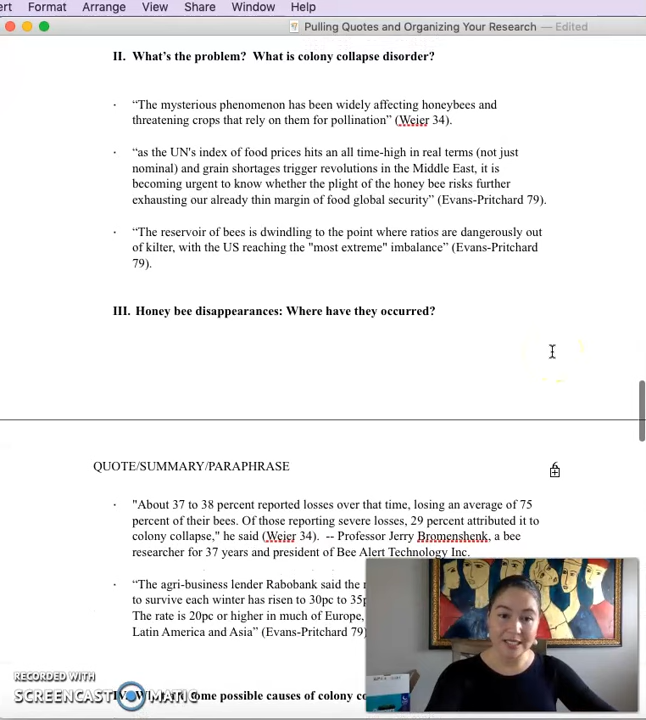 ert Format Arrange View Share Window Help
Pulling Quotes and Organizing Your Research — Edited
II. What's the problem? What is colony collapse disorder?
· “The mysterious phenomenon has been widely affecting honeybees and
threatening crops that rely on them for pollination” (Weier 34).
· “as the UN's index of food prices hits an all time-high in real terms (not just
nominal) and grain shortages trigger revolutions in the Middle East, it is
becoming urgent to know whether the plight of the honey bee risks further
exhausting our already thin margin of food global security” (Evans-Pritchard 79).
· “The reservoir of bees is dwindling to the point where ratios are dangerously out
of kilter, with the US reaching the "most extreme" imbalance” (Evans-Pritchard
79).
III. Honey bee disappearances: Where have they occurred?
QUOTE/SUMMARY/PARAPHRASE
· "About 37 to 38 percent reported losses over that time, losing an average of 75
percent of their bees. Of those reporting severe losses, 29 percent attributed it to
colony collapse," he said (Weier 34). -- Professor Jerry Bromenshenk, a bee
researcher for 37 years and president of Bee Alert Technology Inc.
· “The agri-business lender Rabobank said the
to survive each winter has risen to 30pc to 35p
The rate is 20pc or higher in much of Europe,
Latin America and Asia” (Evans-Pritchard 79)
RECORDED WITH
SCREENCAST MATIC
ome possible causes of colony co